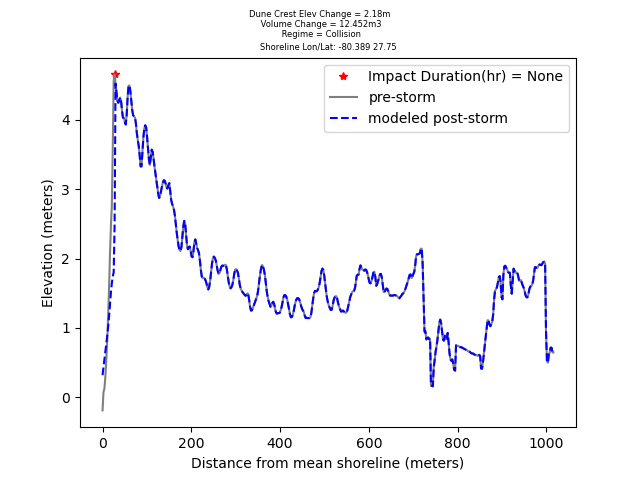 Dune Crest Elev Change = 2.18m
Volume Change = 12.452m3
Regime = Collision
Shoreline Lon/Lat: -80.389 27.75
Impact Duration(hr) = None
pre-storm
modeled post-storm
Elevation (meters)
4
3
2
1
0
0 200 400 600 800 1000
Distance from mean shoreline (meters)